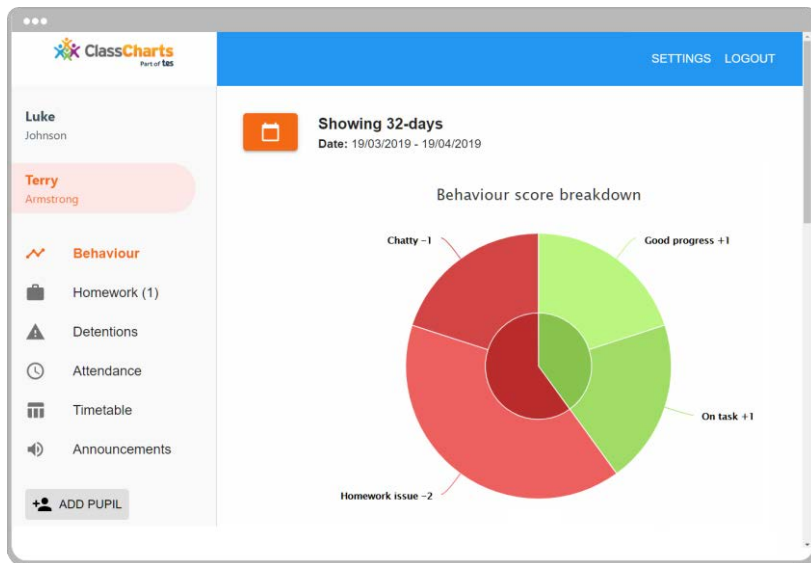 ClassCharts
Part of tes
SETTINGS LOGOUT
Luke
Johnson
Terry
Armstrong
Behaviour
Homework (1)
Detentions
Attendance
Timetable
Announcements
ADD PUPIL
Showing 32-days
Date: 19/03/2019 - 19/04/2019
Behaviour score breakdown
Chatty -1
Good progress +1
On task +1
Homework issue -2